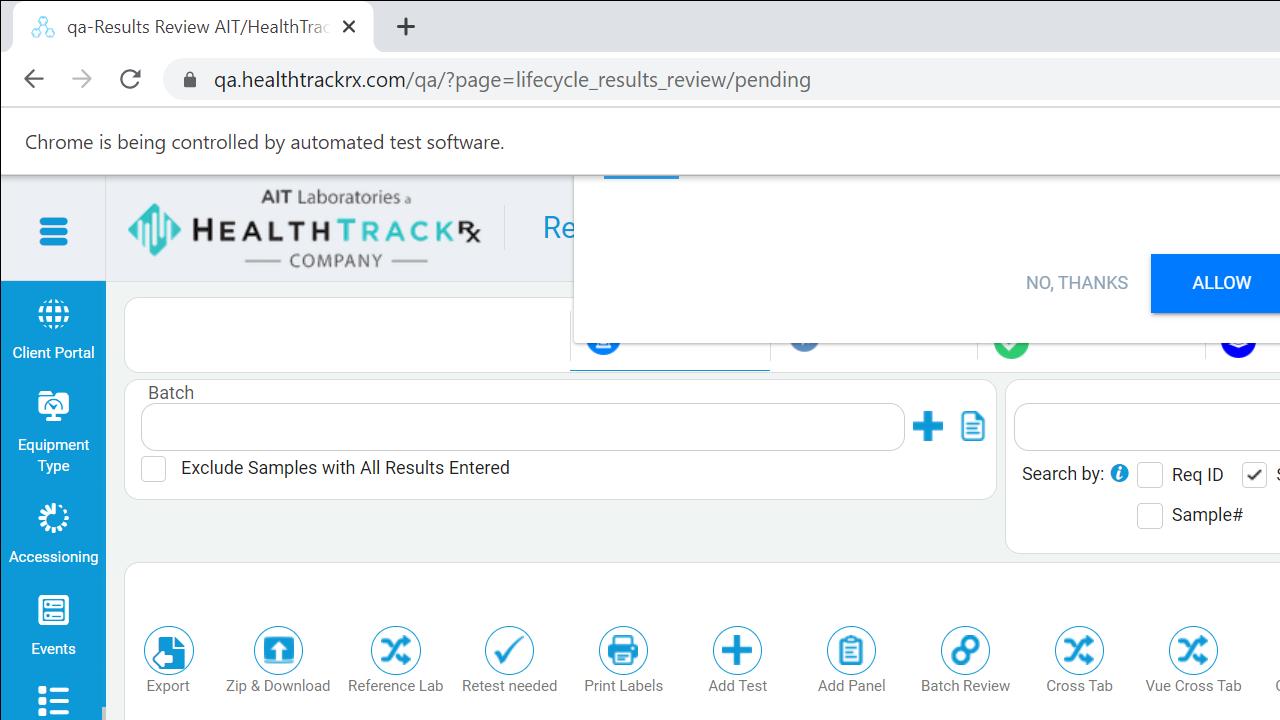 qa-Results Review AIT/HealthTrac
qa.healthtrackrx.com/qa/?page=lifecycle_results_review/pending
Chrome is being controlled by automated test software.
AIT Laboratories a
HEALTHTRACKRX
COMPANY
Re
NO, THANKS
ALLOW
Client Portal
Equipment
Type
Accessioning
Events
Batch
Exclude Samples with All Results Entered
Search by:
Req ID
S
Sample#
Export
Zip & Download
Reference Lab
Retest needed
Print Labels
Add Test
Add Panel
Batch Review
Cross Tab
Vue Cross Tab